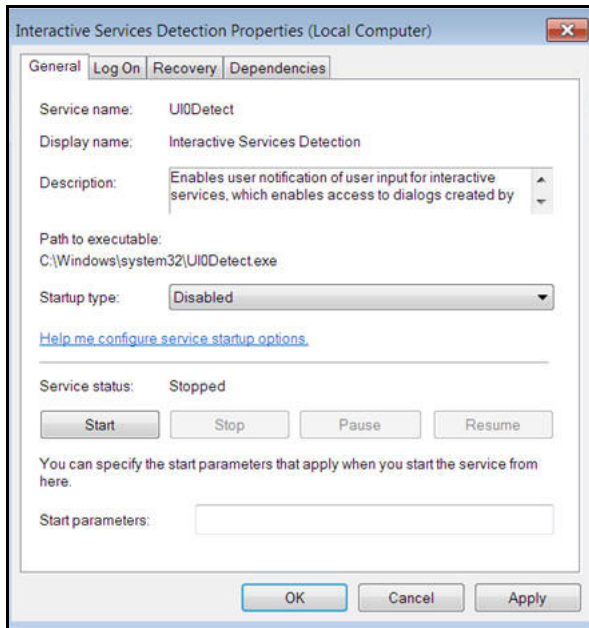 Interactive Services Detection Properties (Local Computer)
General Log On Recovery Dependencies
Service name: UI0Detect
Display name: Interactive Services Detection
Description: Enables user notification of user input for interactive
services, which enables access to dialogs created by
Path to executable:
C:\Windows\system32\UI0Detect.exe
Startup type: Disabled
Help me configure service startup options.
Service status: Stopped
Start Stop Pause Resume
You can specify the start parameters that apply when you start the service from
here.
Start parameters:
OK Cancel Apply